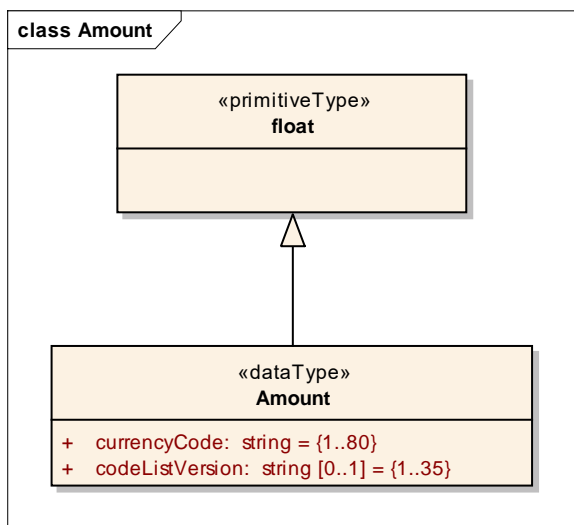 class Amount
«primitiveType»
float
«dataType»
Amount
+ currencyCode: string = {1..80}
+ codeListVersion: string [0..1] = {1..35}